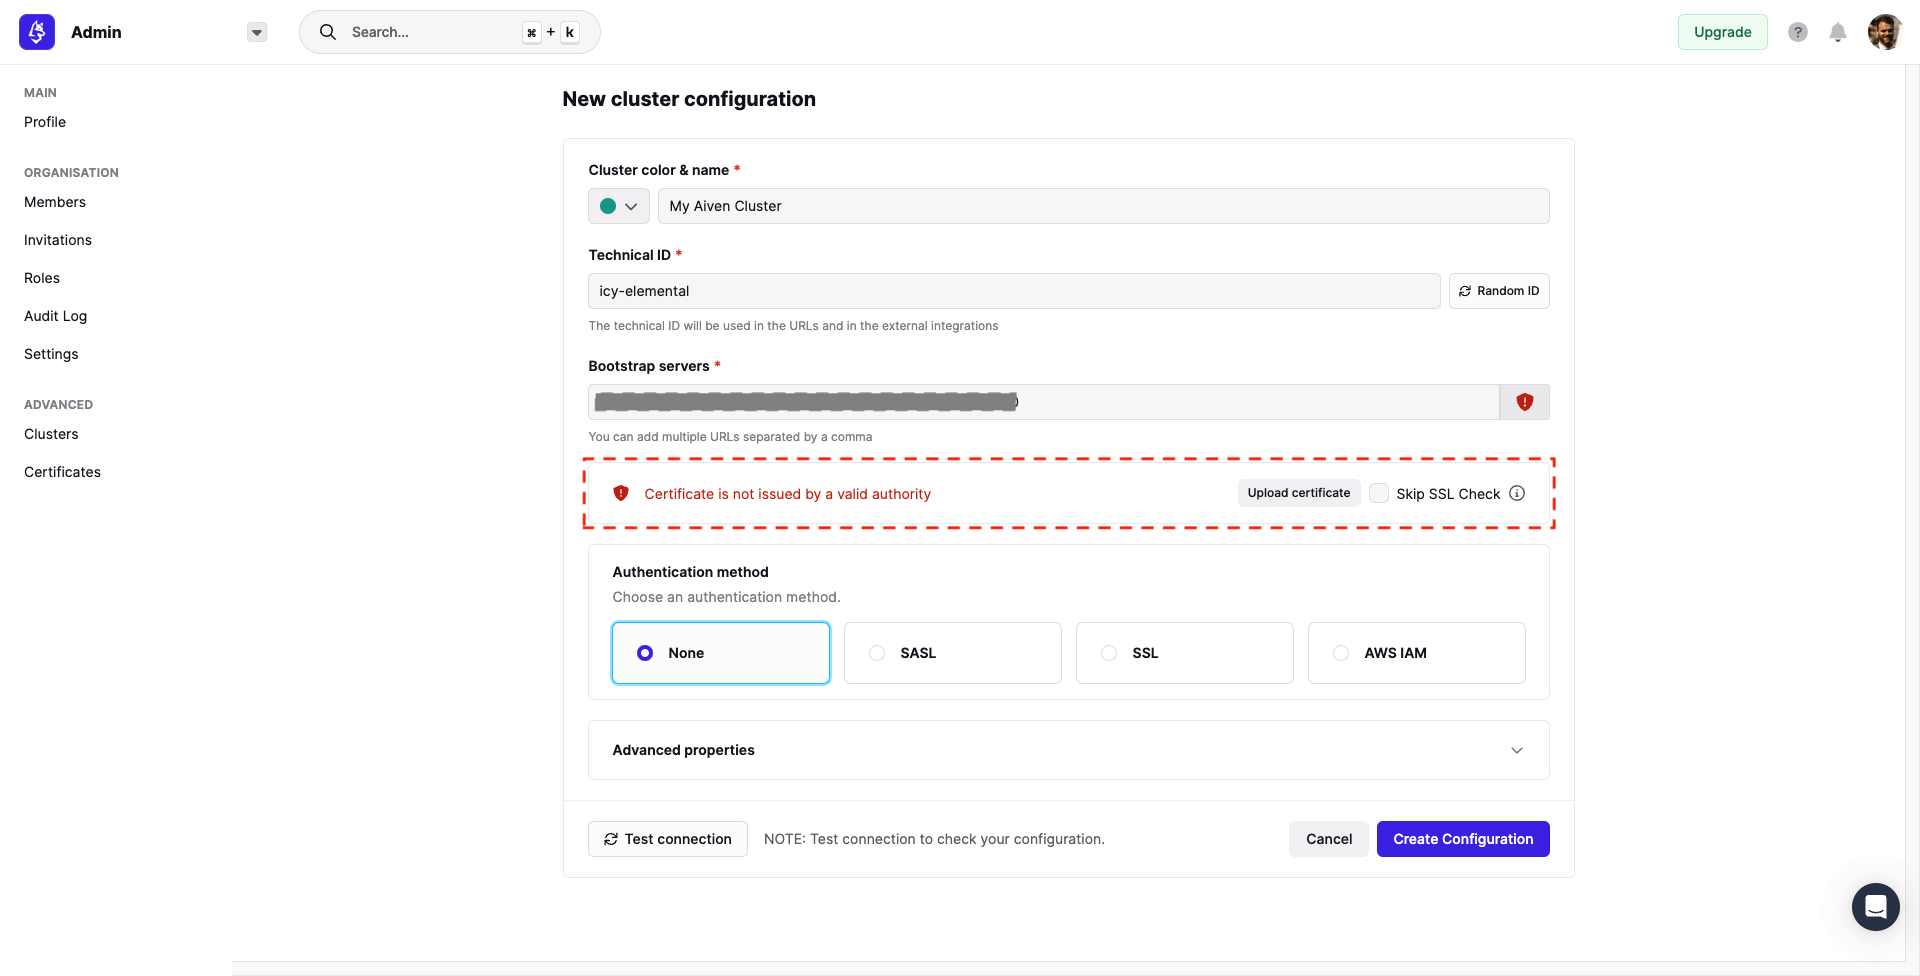 Admin
Search...
⌘ + k
Upgrade
?
MAIN
Profile
ORGANISATION
Members
Invitations
Roles
Audit Log
Settings
ADVANCED
Clusters
Certificates
New cluster configuration
Cluster color & name *
My Aiven Cluster
Technical ID *
icy-elemental
Random ID
The technical ID will be used in the URLs and in the external integrations
Bootstrap servers *
You can add multiple URLs separated by a comma
Certificate is not issued by a valid authority
Upload certificate
Skip SSL Check
Authentication method
Choose an authentication method.
None
SASL
SSL
AWS IAM
Advanced properties
Test connection
NOTE: Test connection to check your configuration.
Cancel
Create Configuration